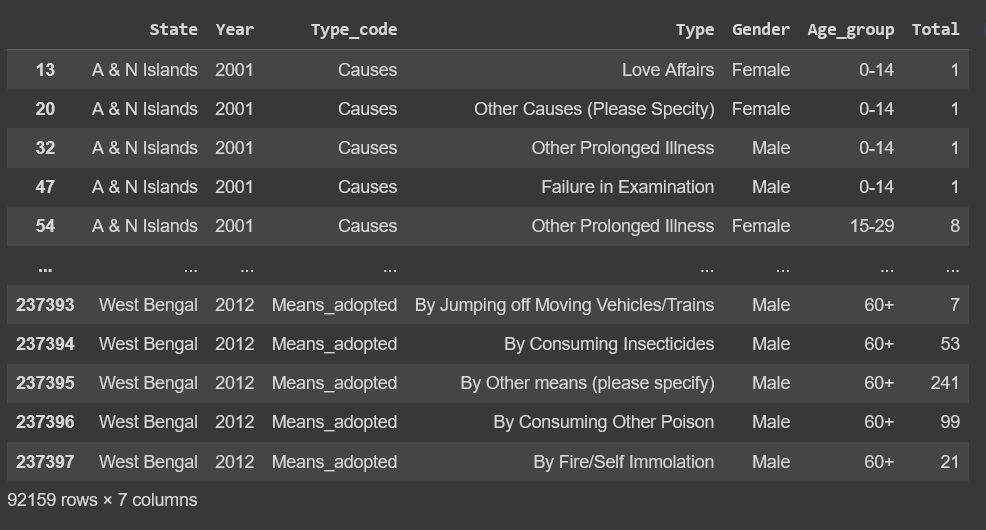 State Year Type_code Type Gender Age_group Total
13 A & N Islands 2001 Causes Love Affairs Female 0-14 1
20 A & N Islands 2001 Causes Other Causes (Please Specity) Female 0-14 1
32 A & N Islands 2001 Causes Other Prolonged Illness Male 0-14 1
47 A & N Islands 2001 Causes Failure in Examination Male 0-14 1
54 A & N Islands 2001 Causes Other Prolonged Illness Female 15-29 8
... ... ... ... ... ... ... ...
237393 West Bengal 2012 Means_adopted By Jumping off Moving Vehicles/Trains Male 60+ 7
237394 West Bengal 2012 Means_adopted By Consuming Insecticides Male 60+ 53
237395 West Bengal 2012 Means_adopted By Other means (please specify) Male 60+ 241
237396 West Bengal 2012 Means_adopted By Consuming Other Poison Male 60+ 99
237397 West Bengal 2012 Means_adopted By Fire/Self Immolation Male 60+ 21
92159 rows × 7 columns